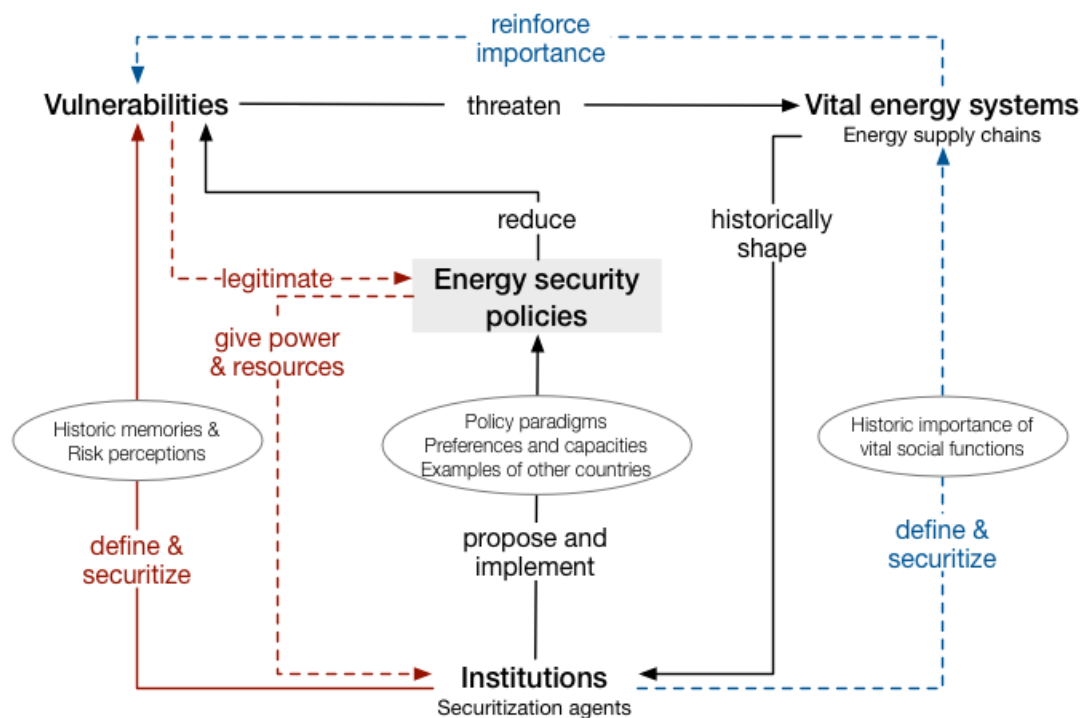 reinforce
importance
Vulnerabilities
threaten
Vital energy systems
Energy supply chains
reduce
historically
shape
legitimate
Energy security
policies
give power
& resources
Historic memories &
Risk perceptions
Policy paradigms
Preferences and capacities
Examples of other countries
Historic importance of
vital social functions
define &
securitize
propose and
implement
define &
securitize
Institutions
Securitization agents